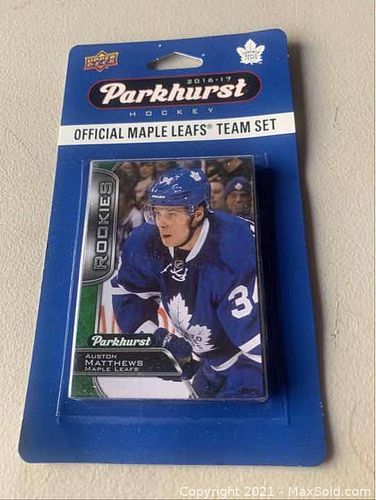 UPPER DECK
2016-17
Parkhurst
HOCKEY
OFFICIAL MAPLE LEAFS® TEAM SET
ROOKIES
34
Parkhurst
AUSTON
MATTHEWS
MAPLE LEAFS
Copyright 2021 - MaxSold.com